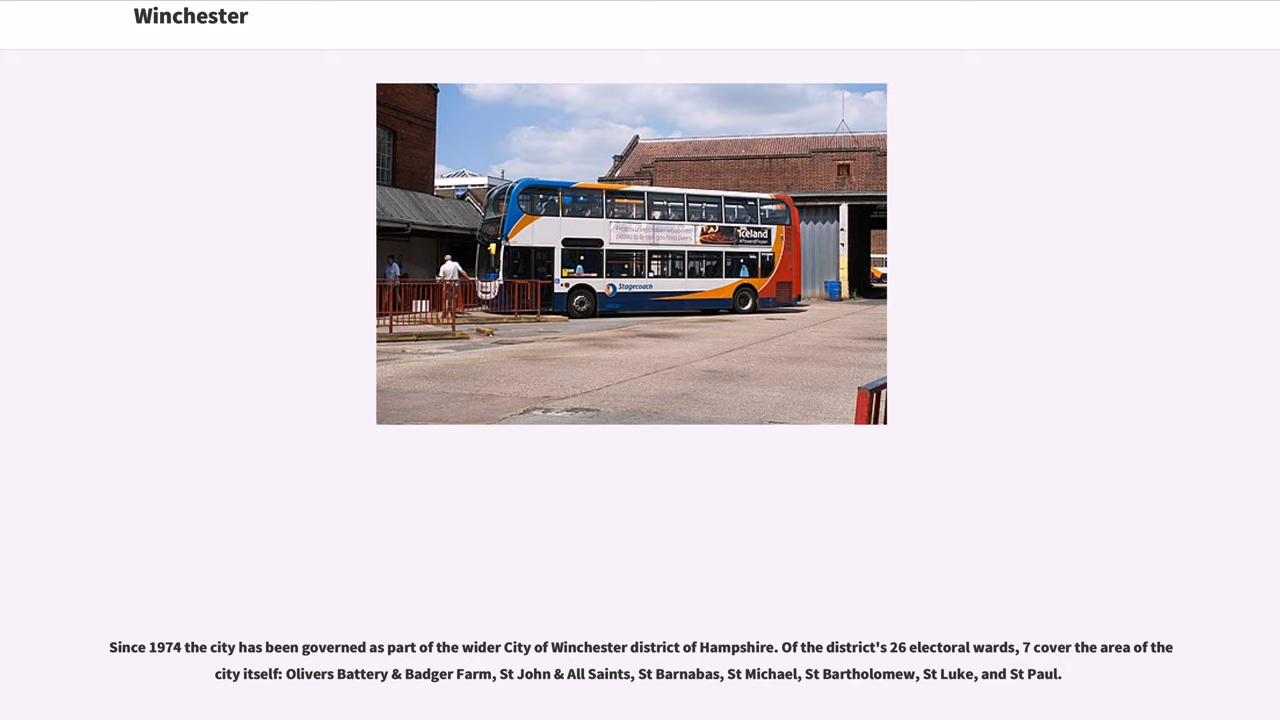 Winchester
Iceland
Stagecoach
Since 1974 the city has been governed as part of the wider City of Winchester district of Hampshire. Of the district's 26 electoral wards, 7 cover the area of the
city itself: Olivers Battery & Badger Farm, St John & All Saints, St Barnabas, St Michael, St Bartholomew, St Luke, and St Paul.